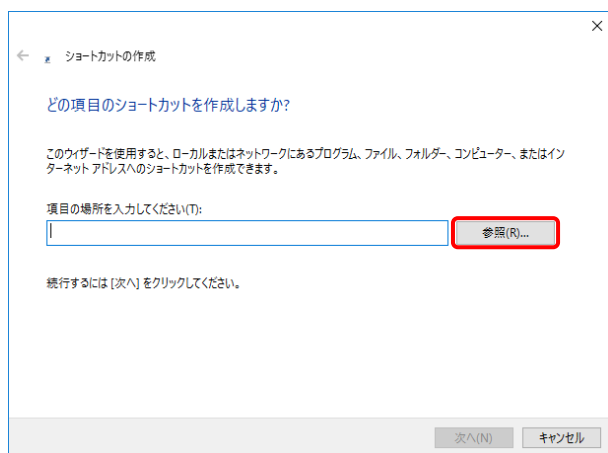 ショートカットの作成
どの項目のショートカットを作成しますか?
このウィザードを使用すると、ローカルまたはネットワークにあるプログラム、ファイル、フォルダー、コンピューター、またはイン
ターネット アドレスへのショートカットを作成できます。
項目の場所を入力してください(T):
参照(R)...
続行するには [次へ] をクリックしてください。
次へ(N)
キャンセル